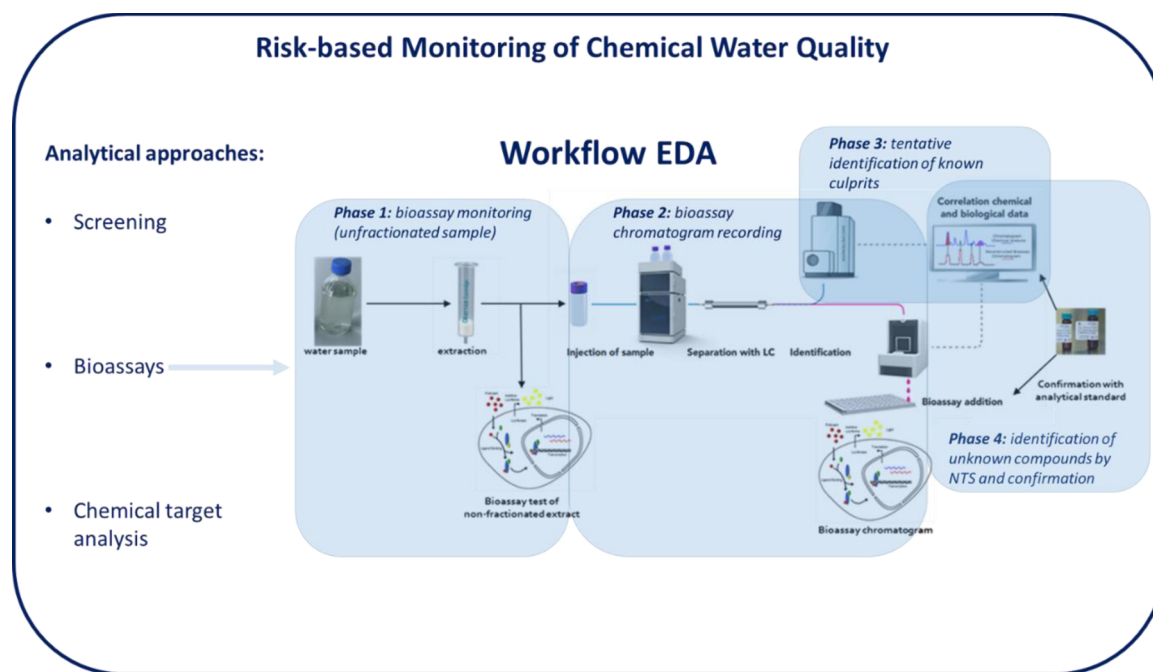 Risk-based Monitoring of Chemical Water Quality
Analytical approaches:
• Screening
• Bioassays
• Chemical target
analysis
Workflow EDA
Phase 1: bioassay monitoring
(unfractionated sample)
water sample
extraction
Bioassay test of
non-fractionated extract
Phase 2: bioassay
chromatogram recording
Injection of sample
Separation with LC
Identification
Bioassay addition
Bioassay chromatogram
Phase 3: tentative
identification of known
culprits
Correlation chemical
and biological data
Confirmation with
analytical standard
Phase 4: identification of
unknown compounds by
NTS and confirmation